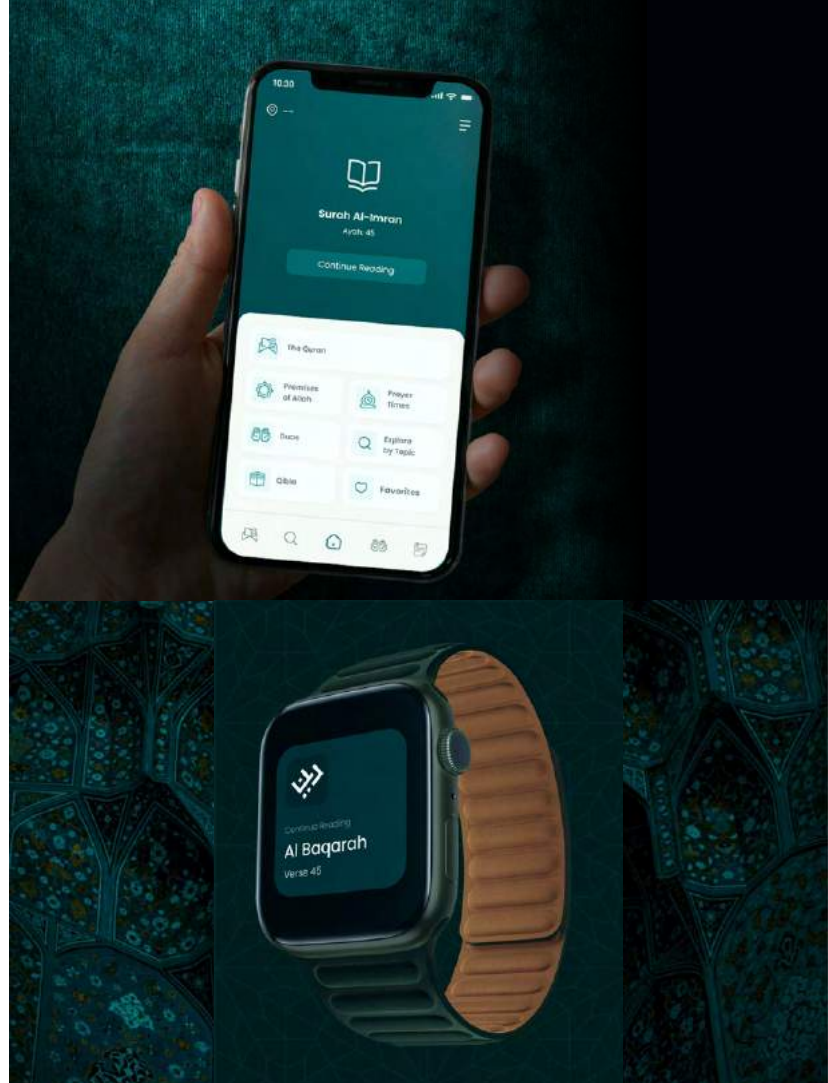 10:30
Surah Al-Imran
Ayah: 45
Continue Reading
The Quran
Promises
of Allah
Prayer
Times
Duas
Explore
by Topic
Qibla
Favorites
Continue Reading
Al Baqarah
Verse 45